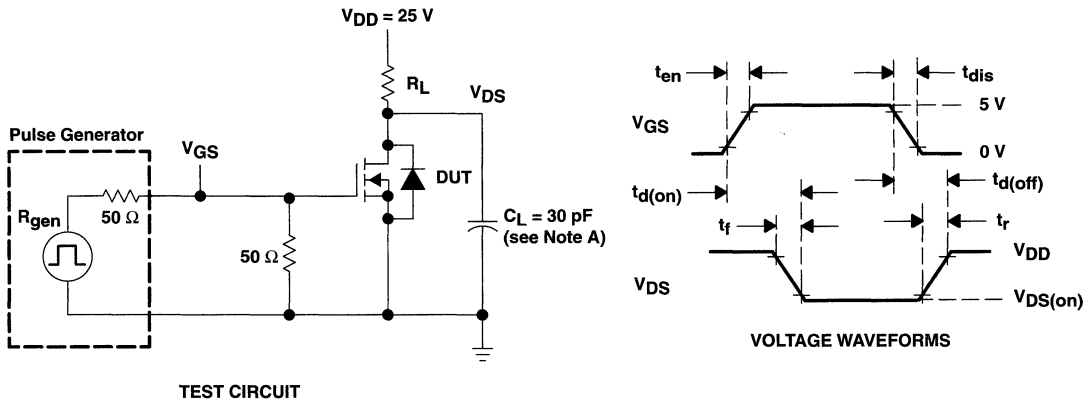 VDD = 25 V
RL
VDS
Pulse Generator
VGS
Rgen
50 Ω
50 Ω
DUT
CL = 30 pF
(see Note A)
TEST CIRCUIT
ten
tdis
5 V
VGS
0 V
td(on)
td(off)
tf
tr
VDD
VDS
VDS(on)
VOLTAGE WAVEFORMS